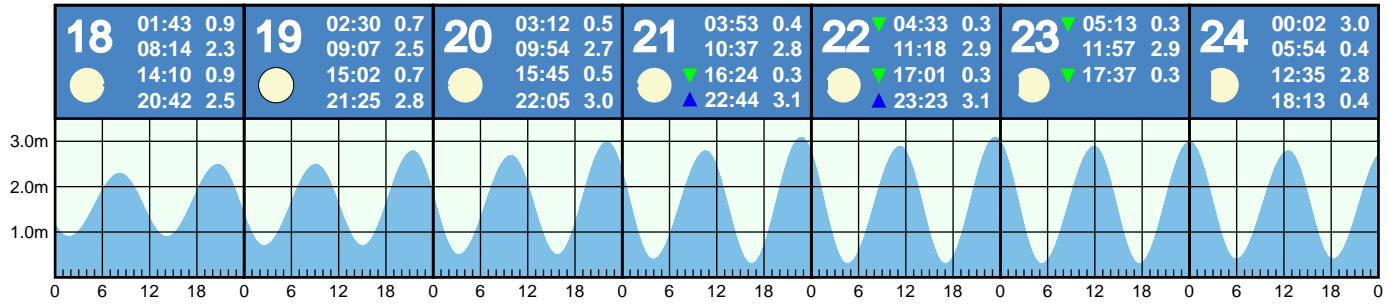 18 01:43 0.9
08:14 2.3
14:10 0.9
20:42 2.5
19 02:30 0.7
09:07 2.5
15:02 0.7
21:25 2.8
20 03:12 0.5
09:54 2.7
15:45 0.5
22:05 3.0
21 03:53 0.4
10:37 2.8
▼ 16:24 0.3
▲ 22:44 3.1
22 ▼ 04:33 0.3
11:18 2.9
▼ 17:01 0.3
▲ 23:23 3.1
23 ▼ 05:13 0.3
11:57 2.9
▼ 17:37 0.3
24 00:02 3.0
05:54 0.4
12:35 2.8
18:13 0.4
3.0m
2.0m
1.0m
0 6 12 18 0 6 12 18 0 6 12 18 0 6 12 18 0 6 12 18 0 6 12 18 0 6 12 18 0